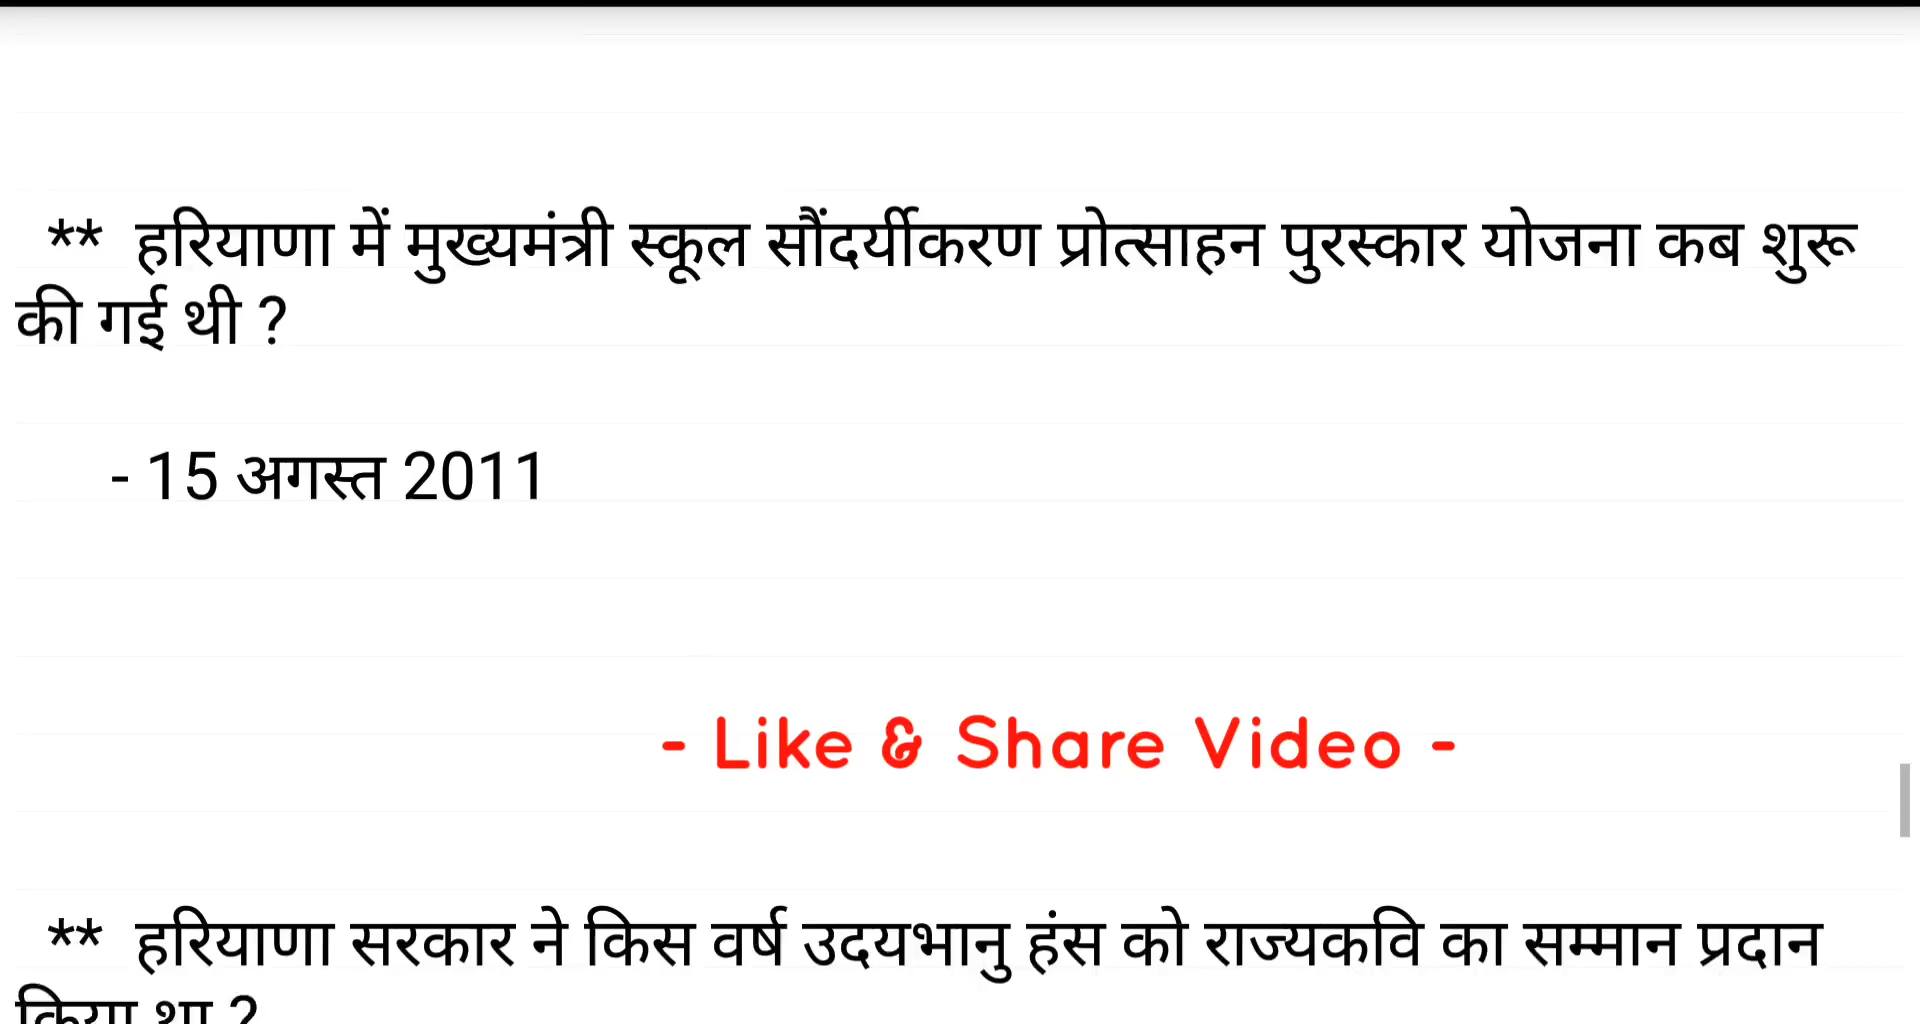 ** हरियाणा में मुख्यमंत्री स्कूल सौंदर्यीकरण प्रोत्साहन पुरस्कार योजना कब शुरू
की गई थी ?
- 15 अगस्त 2011
- Like & Share Video -
** हरियाणा सरकार ने किस वर्ष उदयभानु हंस को राज्यकवि का सम्मान प्रदान
किया था ?